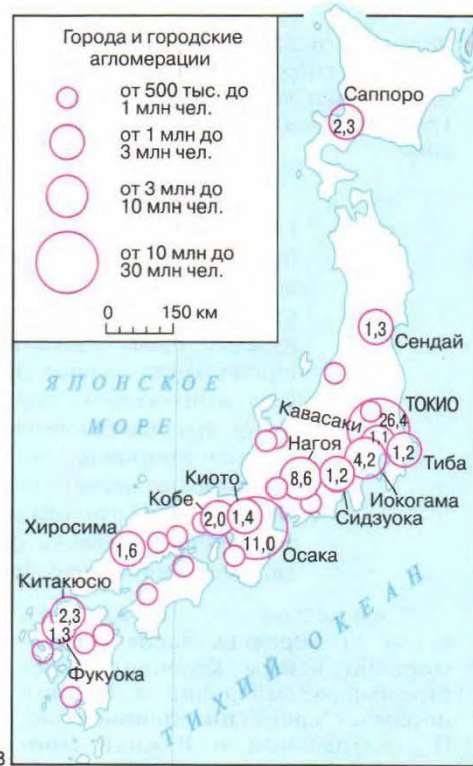 Города и городские
агломерации
от 500 тыс. до
1 млн чел.
от 1 млн до
3 млн чел.
от 3 млн до
10 млн чел.
от 10 млн до
30 млн чел.
0 150 км
Саппоро
2,3
1,3
Сендай
ЯПОНСКОЕ
МОРЕ
ТОКИО
Кавасаки
26,4
1,1
Нагоя
4,2
1,2
Тиба
8,6
1,2
Иокогама
Киото
Сидзуока
Кобе
2,0
1,4
Хиросима
11,0
Осака
1,6
Китакюсю
2,3
1,3
Фукуока
ТИХИЙ ОКЕАН